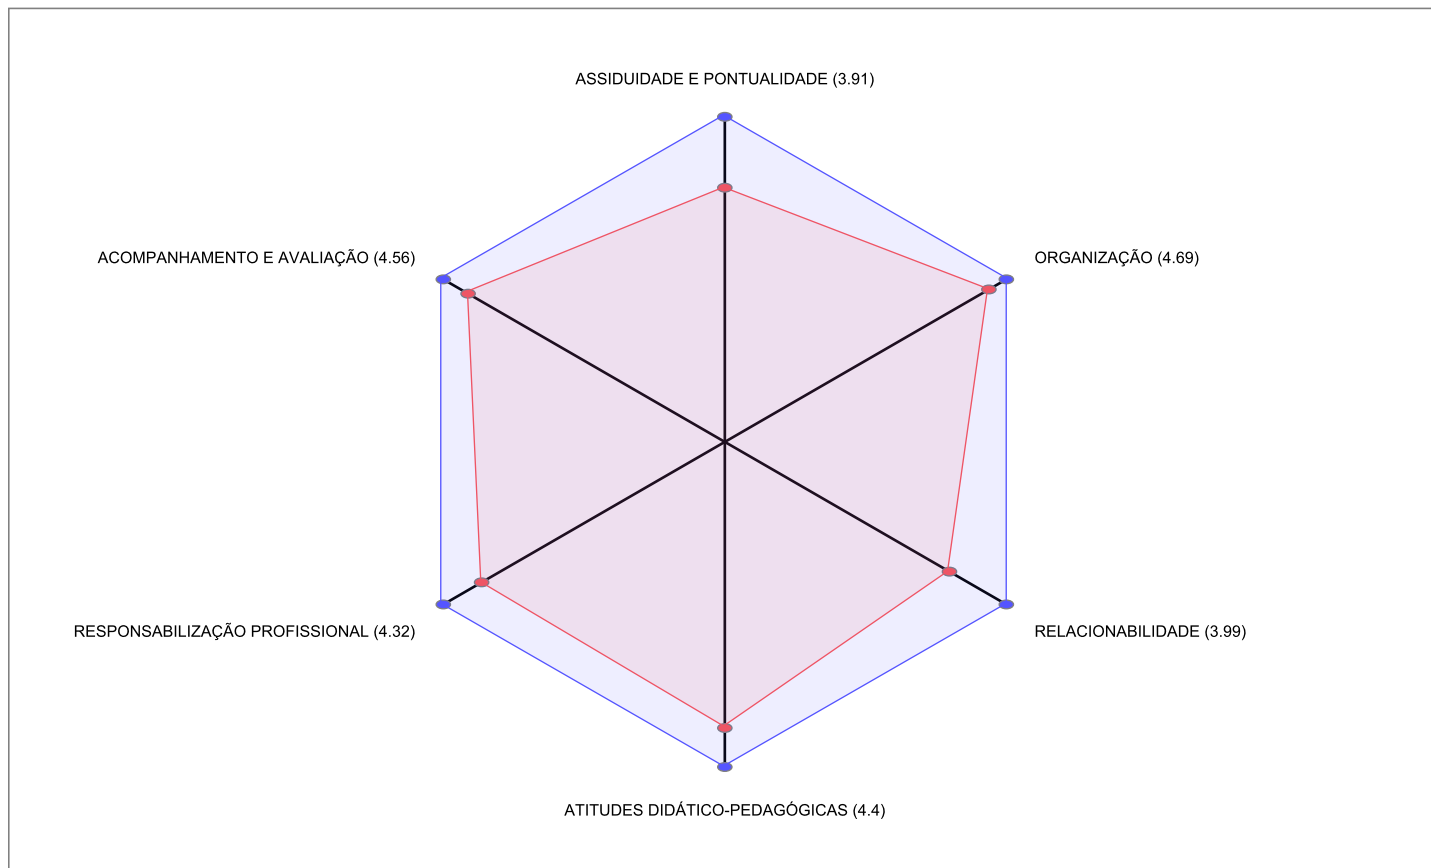 ASSIDUIDADE E PONTUALIDADE (3.91)
ACOMPANHAMENTO E AVALIAÇÃO (4.56)
ORGANIZAÇÃO (4.69)
RESPONSABILIZAÇÃO PROFISSIONAL (4.32)
RELACIONABILIDADE (3.99)
ATITUDES DIDÁTICO-PEDAGÓGICAS (4.4)